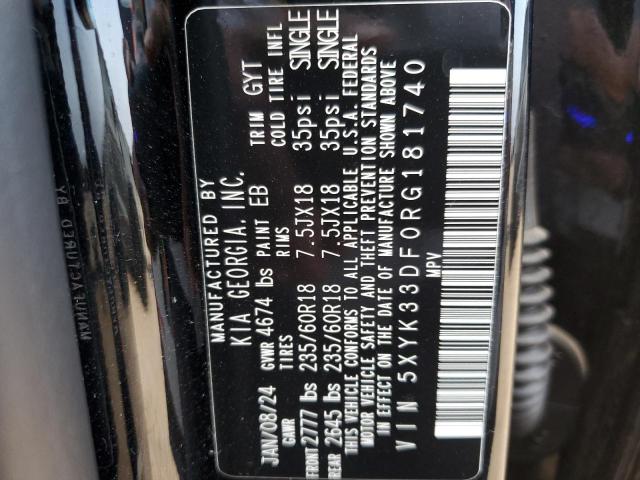 MANUFACTURED BY
KIA GEORGIA, INC.
JAN/08/24 GVWR 4674 lbs PAINT EB TRIM GYT
GAWR TIRES RIMS COLD TIRE INFL
FRONT 2777 lbs 235/60R18 7.5JX18 35psi SINGLE
REAR 2645 lbs 235/60R18 7.5JX18 35psi SINGLE
THIS VEHICLE CONFORMS TO ALL APPLICABLE U.S.A. FEDERAL
MOTOR VEHICLE SAFETY AND THEFT PREVENTION STANDARDS
IN EFFECT ON THE DATE OF MANUFACTURE SHOWN ABOVE.
VIN 5XYK33DF0RG181740
MPV
MANUFACTURED BY